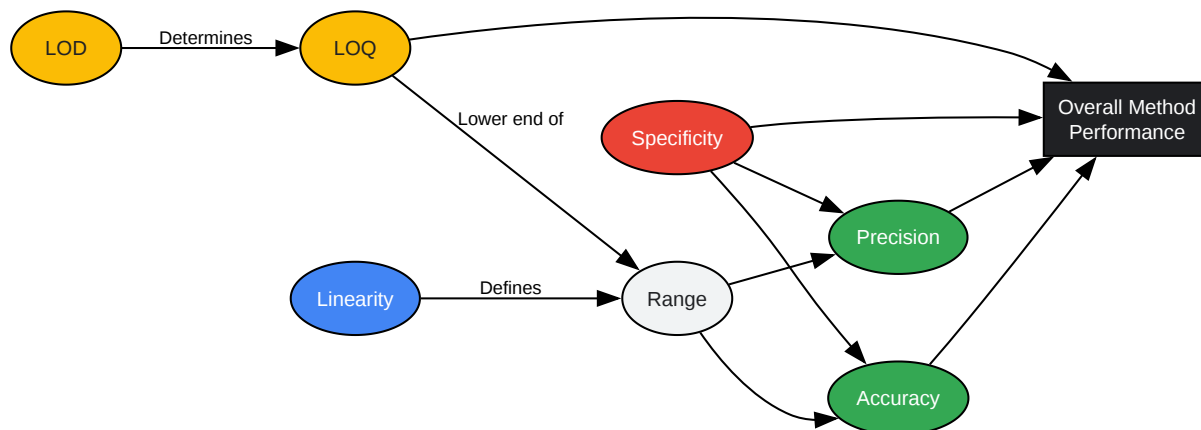 LOD
Determines
LOQ
Lower end of
Specificity
Overall Method
Performance
Precision
Linearity
Defines
Range
Accuracy